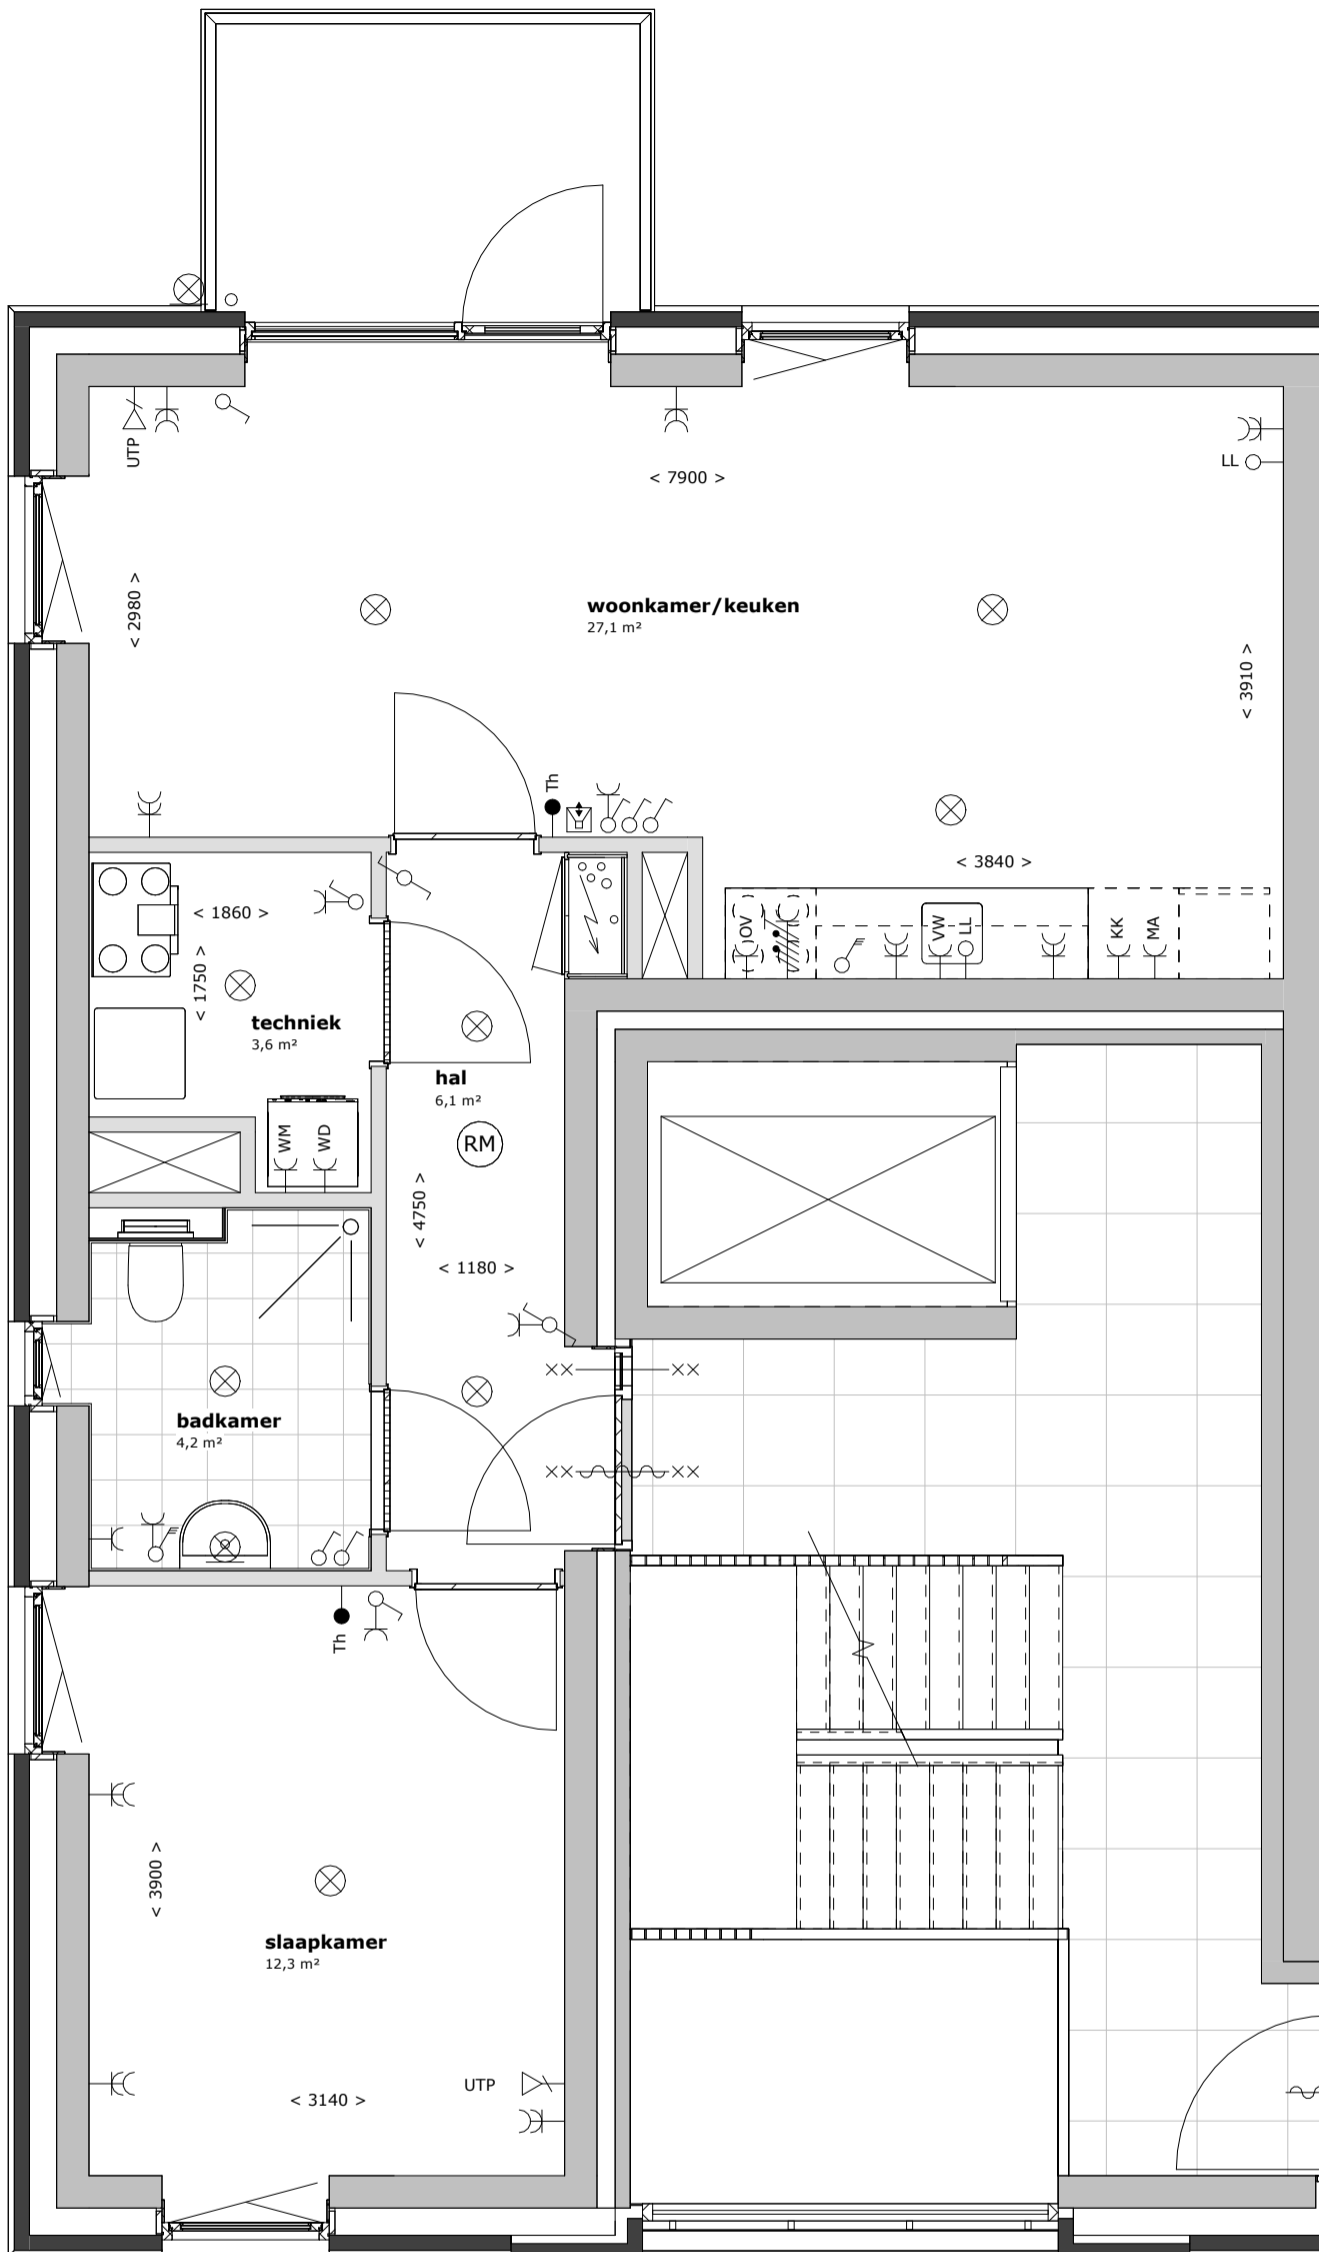 UTP
LL
< 7900 >
< 2980 >
woonkamer/keuken
27,1 m²
< 3910 >
Th
< 3840 >
< 1860 >
< 1750 >
OV
VW
LL
KK
MA
techniek
3,6 m²
hal
6,1 m²
RM
WM
WD
< 4750 >
< 1180 >
×× ××
badkamer
4,2 m²
×× ××
Th
< 3900 >
slaapkamer
12,3 m²
UTP
< 3140 >